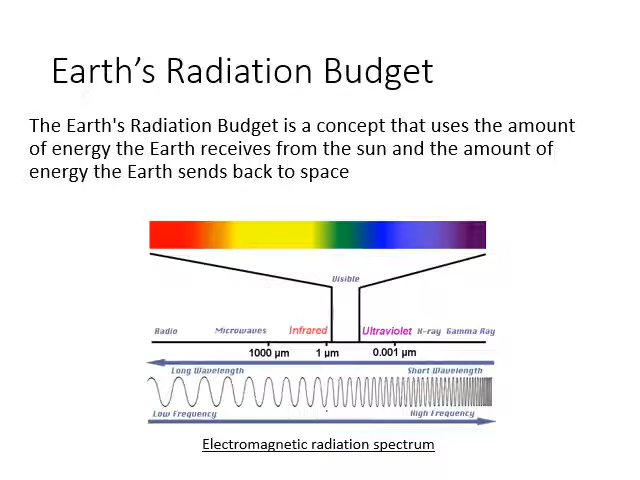 Earth’s Radiation Budget
The Earth's Radiation Budget is a concept that uses the amount
of energy the Earth receives from the sun and the amount of
energy the Earth sends back to space
Visible
Radio Microwaves Infrared Ultraviolet X-ray Gamma Ray
1000 µm 1 µm 0.001 µm
Long Wavelength Short Wavelength
Low Frequency High Frequency
Electromagnetic radiation spectrum